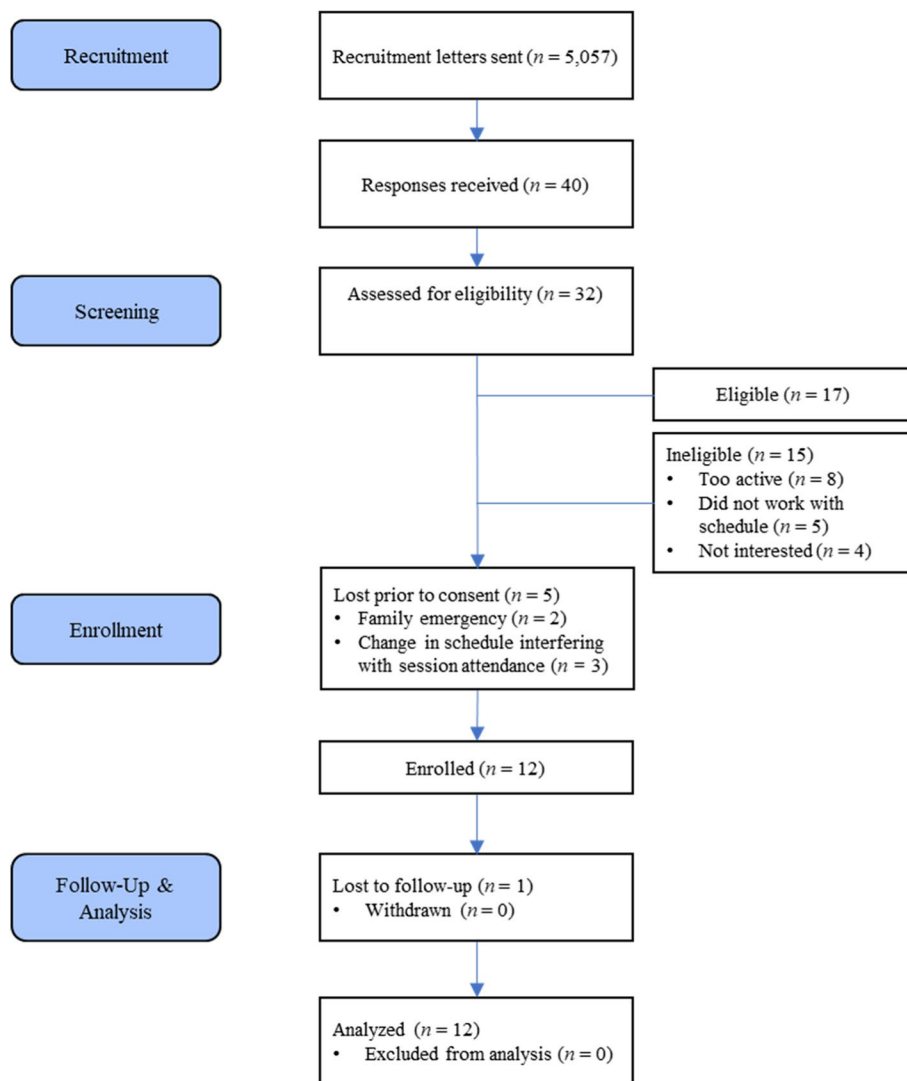 Recruitment
Recruitment letters sent (n = 5,057)
Responses received (n = 40)
Screening
Assessed for eligibility (n = 32)
Eligible (n = 17)
Ineligible (n = 15)
• Too active (n = 8)
• Did not work with
schedule (n = 5)
• Not interested (n = 4)
Enrollment
Lost prior to consent (n = 5)
• Family emergency (n = 2)
• Change in schedule interfering
with session attendance (n = 3)
Enrolled (n = 12)
Follow-Up &
Analysis
Lost to follow-up (n = 1)
• Withdrawn (n = 0)
Analyzed (n = 12)
• Excluded from analysis (n = 0)